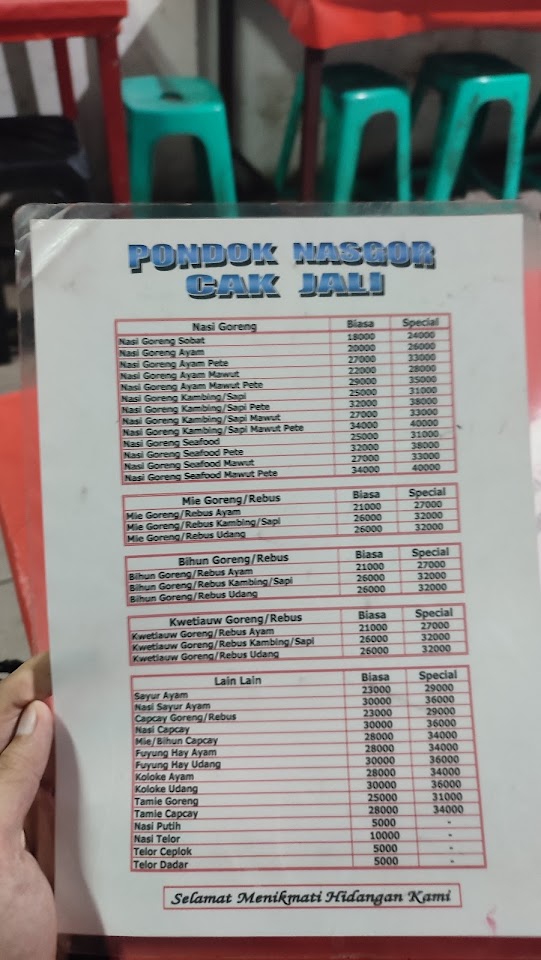 PONDOK NASGOR
CAK JALI
Nasi Goreng Biasa Special
Nasi Goreng Sobat 18000 24000
Nasi Goreng Ayam 20000 26000
Nasi Goreng Ayam Pete 27000 33000
Nasi Goreng Ayam Mawut 22000 28000
Nasi Goreng Ayam Mawut Pete 29000 35000
Nasi Goreng Kambing/Sapi 25000 31000
Nasi Goreng Kambing/Sapi Pete 32000 38000
Nasi Goreng Kambing/Sapi Mawut 27000 33000
Nasi Goreng Kambing/Sapi Mawut Pete 34000 40000
Nasi Goreng Seafood 25000 31000
Nasi Goreng Seafood Pete 32000 38000
Nasi Goreng Seafood Mawut 27000 33000
Nasi Goreng Seafood Mawut Pete 34000 40000
Mie Goreng/Rebus Biasa Special
Mie Goreng/Rebus Ayam 21000 27000
Mie Goreng/Rebus Kambing/Sapi 26000 32000
Mie Goreng/Rebus Udang 26000 32000
Bihun Goreng/Rebus Biasa Special
Bihun Goreng/Rebus Ayam 21000 27000
Bihun Goreng/Rebus Kambing/Sapi 26000 32000
Bihun Goreng/Rebus Udang 26000 32000
Kwetiauw Goreng/Rebus Biasa Special
Kwetiauw Goreng/Rebus Ayam 21000 27000
Kwetiauw Goreng/Rebus Kambing/Sapi 26000 32000
Kwetiauw Goreng/Rebus Udang 26000 32000
Lain Lain Biasa Special
Sayur Ayam 23000 29000
Nasi Sayur Ayam 30000 36000
Capcay Goreng/Rebus 23000 29000
Nasi Capcay 30000 36000
Mie/Bihun Capcay 28000 34000
Fuyung Hay Ayam 28000 34000
Fuyung Hay Udang 30000 36000
Koloke Ayam 28000 34000
Koloke Udang 30000 36000
Tamie Goreng 25000 31000
Tamie Capcay 28000 34000
Nasi Putih 5000 -
Nasi Telor 10000 -
Telor Ceplok 5000 -
Telor Dadar 5000 -
Selamat Menikmati Hidangan Kami